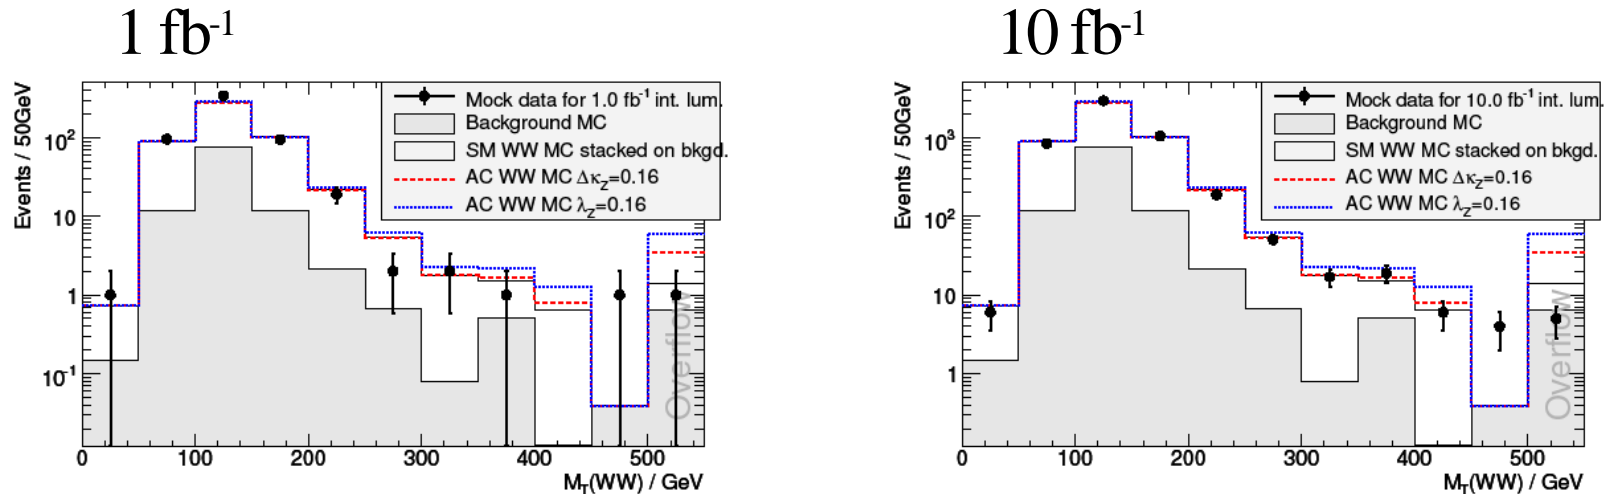 1 fb-1
10 fb-1
Events / 50GeV
10²
10
1
10-1
Mock data for 1.0 fb-1 int. lum.
Background MC
SM WW MC stacked on bkgd.
AC WW MC Δκz=0.16
AC WW MC λz=0.16
Overflow
0 100 200 300 400 500
MT(WW) / GeV
Events / 50GeV
10³
10²
10
1
Mock data for 10.0 fb-1 int. lum.
Background MC
SM WW MC stacked on bkgd.
AC WW MC Δκz=0.16
AC WW MC λz=0.16
Overflow
0 100 200 300 400 500
MT(WW) / GeV